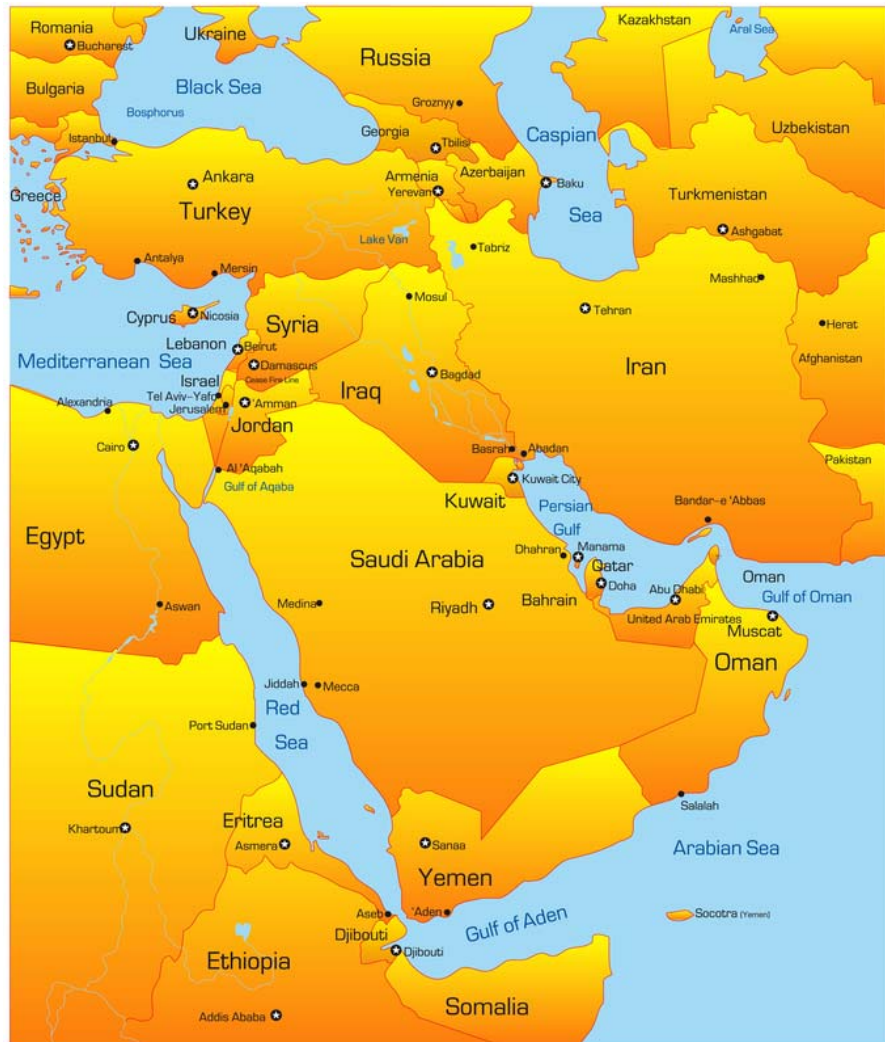 Romania
Bucharest
Ukraine
Kazakhstan
Aral Sea
Russia
Bulgaria
Black Sea
Bosphorus
Groznyy
Istanbul
Georgia
Tbilisi
Caspian
Sea
Uzbekistan
Greece
Ankara
Turkey
Armenia
Yerevan
Azerbaijan
Baku
Turkmenistan
Ashgabat
Lake Van
Tabriz
Antalya
Mersin
Mosul
Tehran
Mashhad
Cyprus
Nicosia
Syria
Herat
Lebanon
Beirut
Mediterranean Sea
Damascus
Cease Fire Line
Iran
Afghanistan
Israel
Tel Aviv-Yafo
Jerusalem
'Amman
Iraq
Bagdad
Alexandria
Jordan
Cairo
Basrah
Abadan
Pakistan
Al 'Aqabah
Gulf of Aqaba
Kuwait
Kuwait City
Persian
Gulf
Bandar-e 'Abbas
Egypt
Saudi Arabia
Dhahran
Manama
Qatar
Doha
Bahrain
Abu Dhabi
Oman
Gulf of Oman
Aswan
Medina
Riyadh
United Arab Emirates
Muscat
Oman
Jiddah
Mecca
Red
Sea
Port Sudan
Sudan
Khartoum
Salalah
Eritrea
Asmera
Sanaa
Arabian Sea
Yemen
Aseb
'Aden
Gulf of Aden
Socotra (Yemen)
Djibouti
Djibouti
Ethiopia
Addis Ababa
Somalia